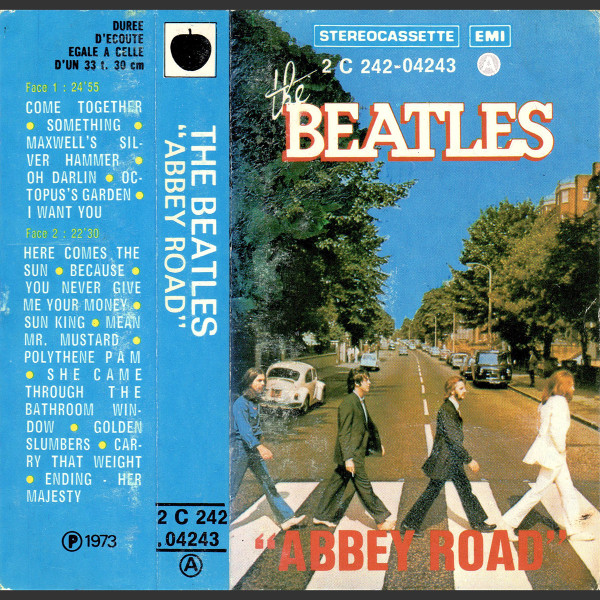 DUREE
D'ECOUTE
EGALE A CELLE
D'UN 33 t. 30 cm
Face 1 : 24'55
COME TOGETHER
● SOMETHING ●
MAXWELL'S SIL-
VER HAMMER ●
OH DARLIN ● OC-
TOPUS'S GARDEN ●
I WANT YOU
Face 2 : 22'30
HERE COMES THE
SUN ● BECAUSE ●
YOU NEVER GIVE
ME YOUR MONEY ●
SUN KING ● MEAN
MR. MUSTARD ●
POLYTHENE PAM
● SHE CAME
THROUGH THE
BATHROOM WIN-
DOW ● GOLDEN
SLUMBERS ● CAR-
RY THAT WEIGHT
● ENDING - HER
MAJESTY
Ⓟ 1973
THE BEATLES
"ABBEY ROAD"
2 C 242
.04243
Ⓐ
STEREOCASSETTE EMI
2 C 242-04243 Ⓐ
the
BEATLES
"ABBEY ROAD"